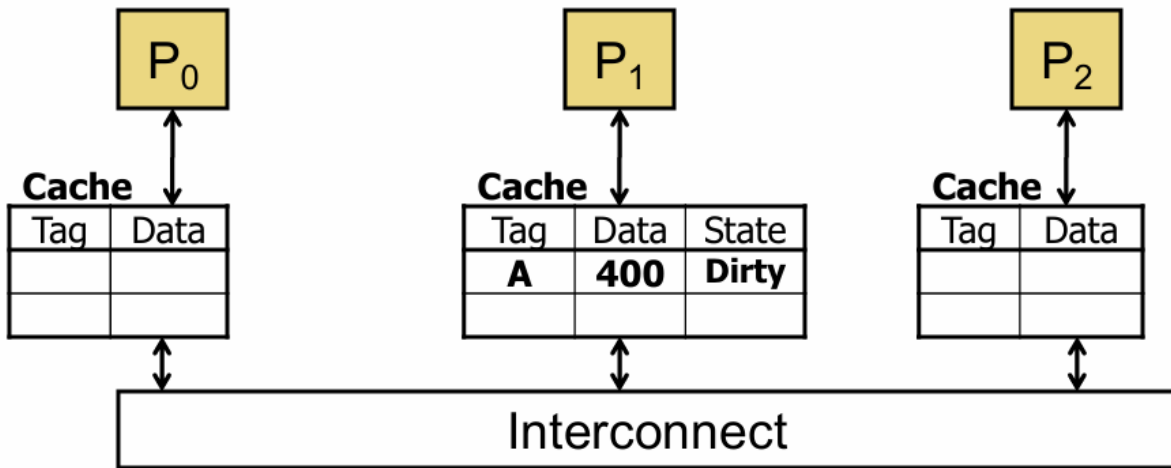 P₀ P₁ P₂
Cache Cache Cache
Tag Data Tag Data State Tag Data
A 400 Dirty
Interconnect